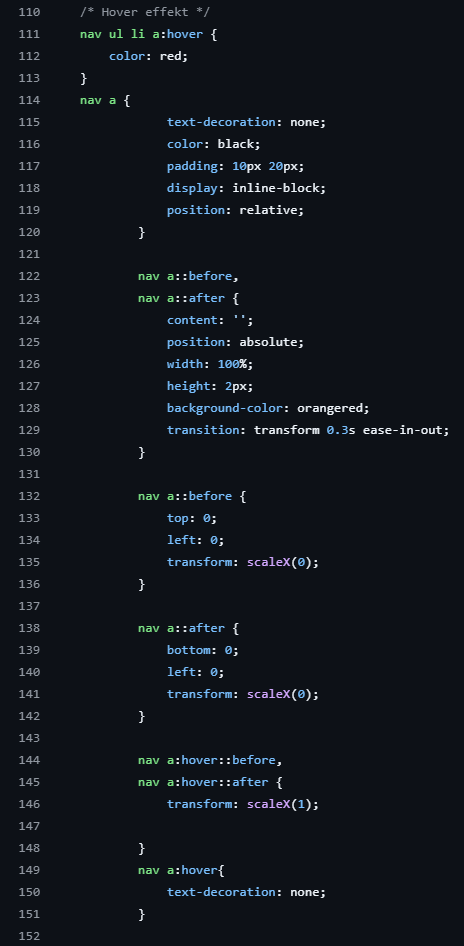 110 /* Hover effekt */
111 nav ul li a:hover {
112 color: red;
113 }
114 nav a {
115 text-decoration: none;
116 color: black;
117 padding: 10px 20px;
118 display: inline-block;
119 position: relative;
120 }
121
122 nav a::before,
123 nav a::after {
124 content: '';
125 position: absolute;
126 width: 100%;
127 height: 2px;
128 background-color: orangered;
129 transition: transform 0.3s ease-in-out;
130 }
131
132 nav a::before {
133 top: 0;
134 left: 0;
135 transform: scaleX(0);
136 }
137
138 nav a::after {
139 bottom: 0;
140 left: 0;
141 transform: scaleX(0);
142 }
143
144 nav a:hover::before,
145 nav a:hover::after {
146 transform: scaleX(1);
147
148 }
149 nav a:hover{
150 text-decoration: none;
151 }
152